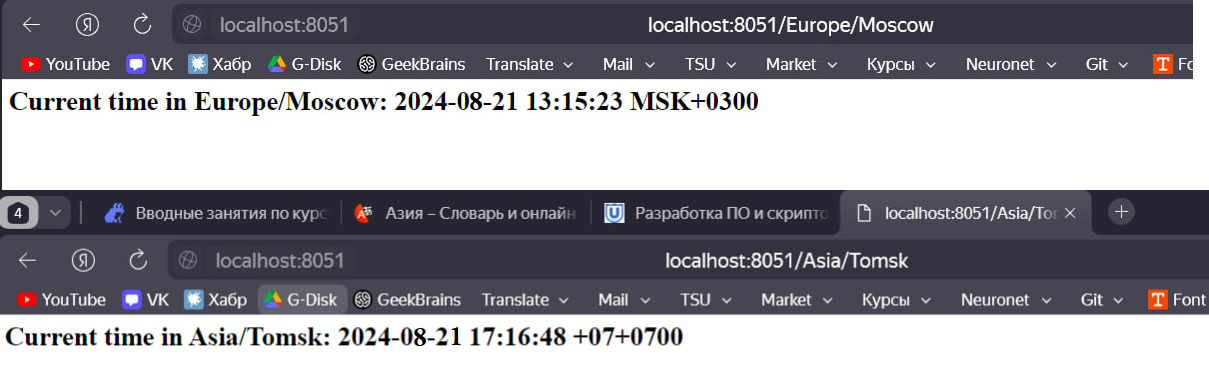 localhost:8051 localhost:8051/Europe/Moscow
YouTube VK Хабр G-Disk GeekBrains Translate Mail TSU Market Курсы Neuronet Git
Current time in Europe/Moscow: 2024-08-21 13:15:23 MSK+0300
4 Вводные занятия по курс Азия – Словарь и онлайн Разработка ПО и скрипто localhost:8051/Asia/Tor
localhost:8051 localhost:8051/Asia/Tomsk
YouTube VK Хабр G-Disk GeekBrains Translate Mail TSU Market Курсы Neuronet Git Font
Current time in Asia/Tomsk: 2024-08-21 17:16:48 +07+0700